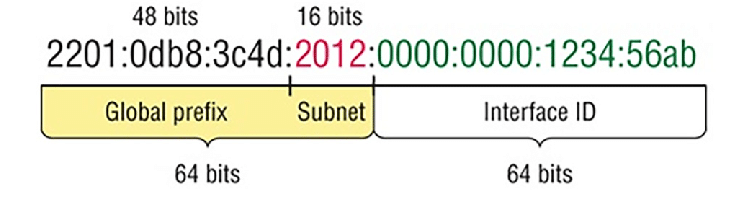 48 bits 16 bits
2201:0db8:3c4d:2012:0000:0000:1234:56ab
Global prefix Subnet Interface ID
64 bits 64 bits